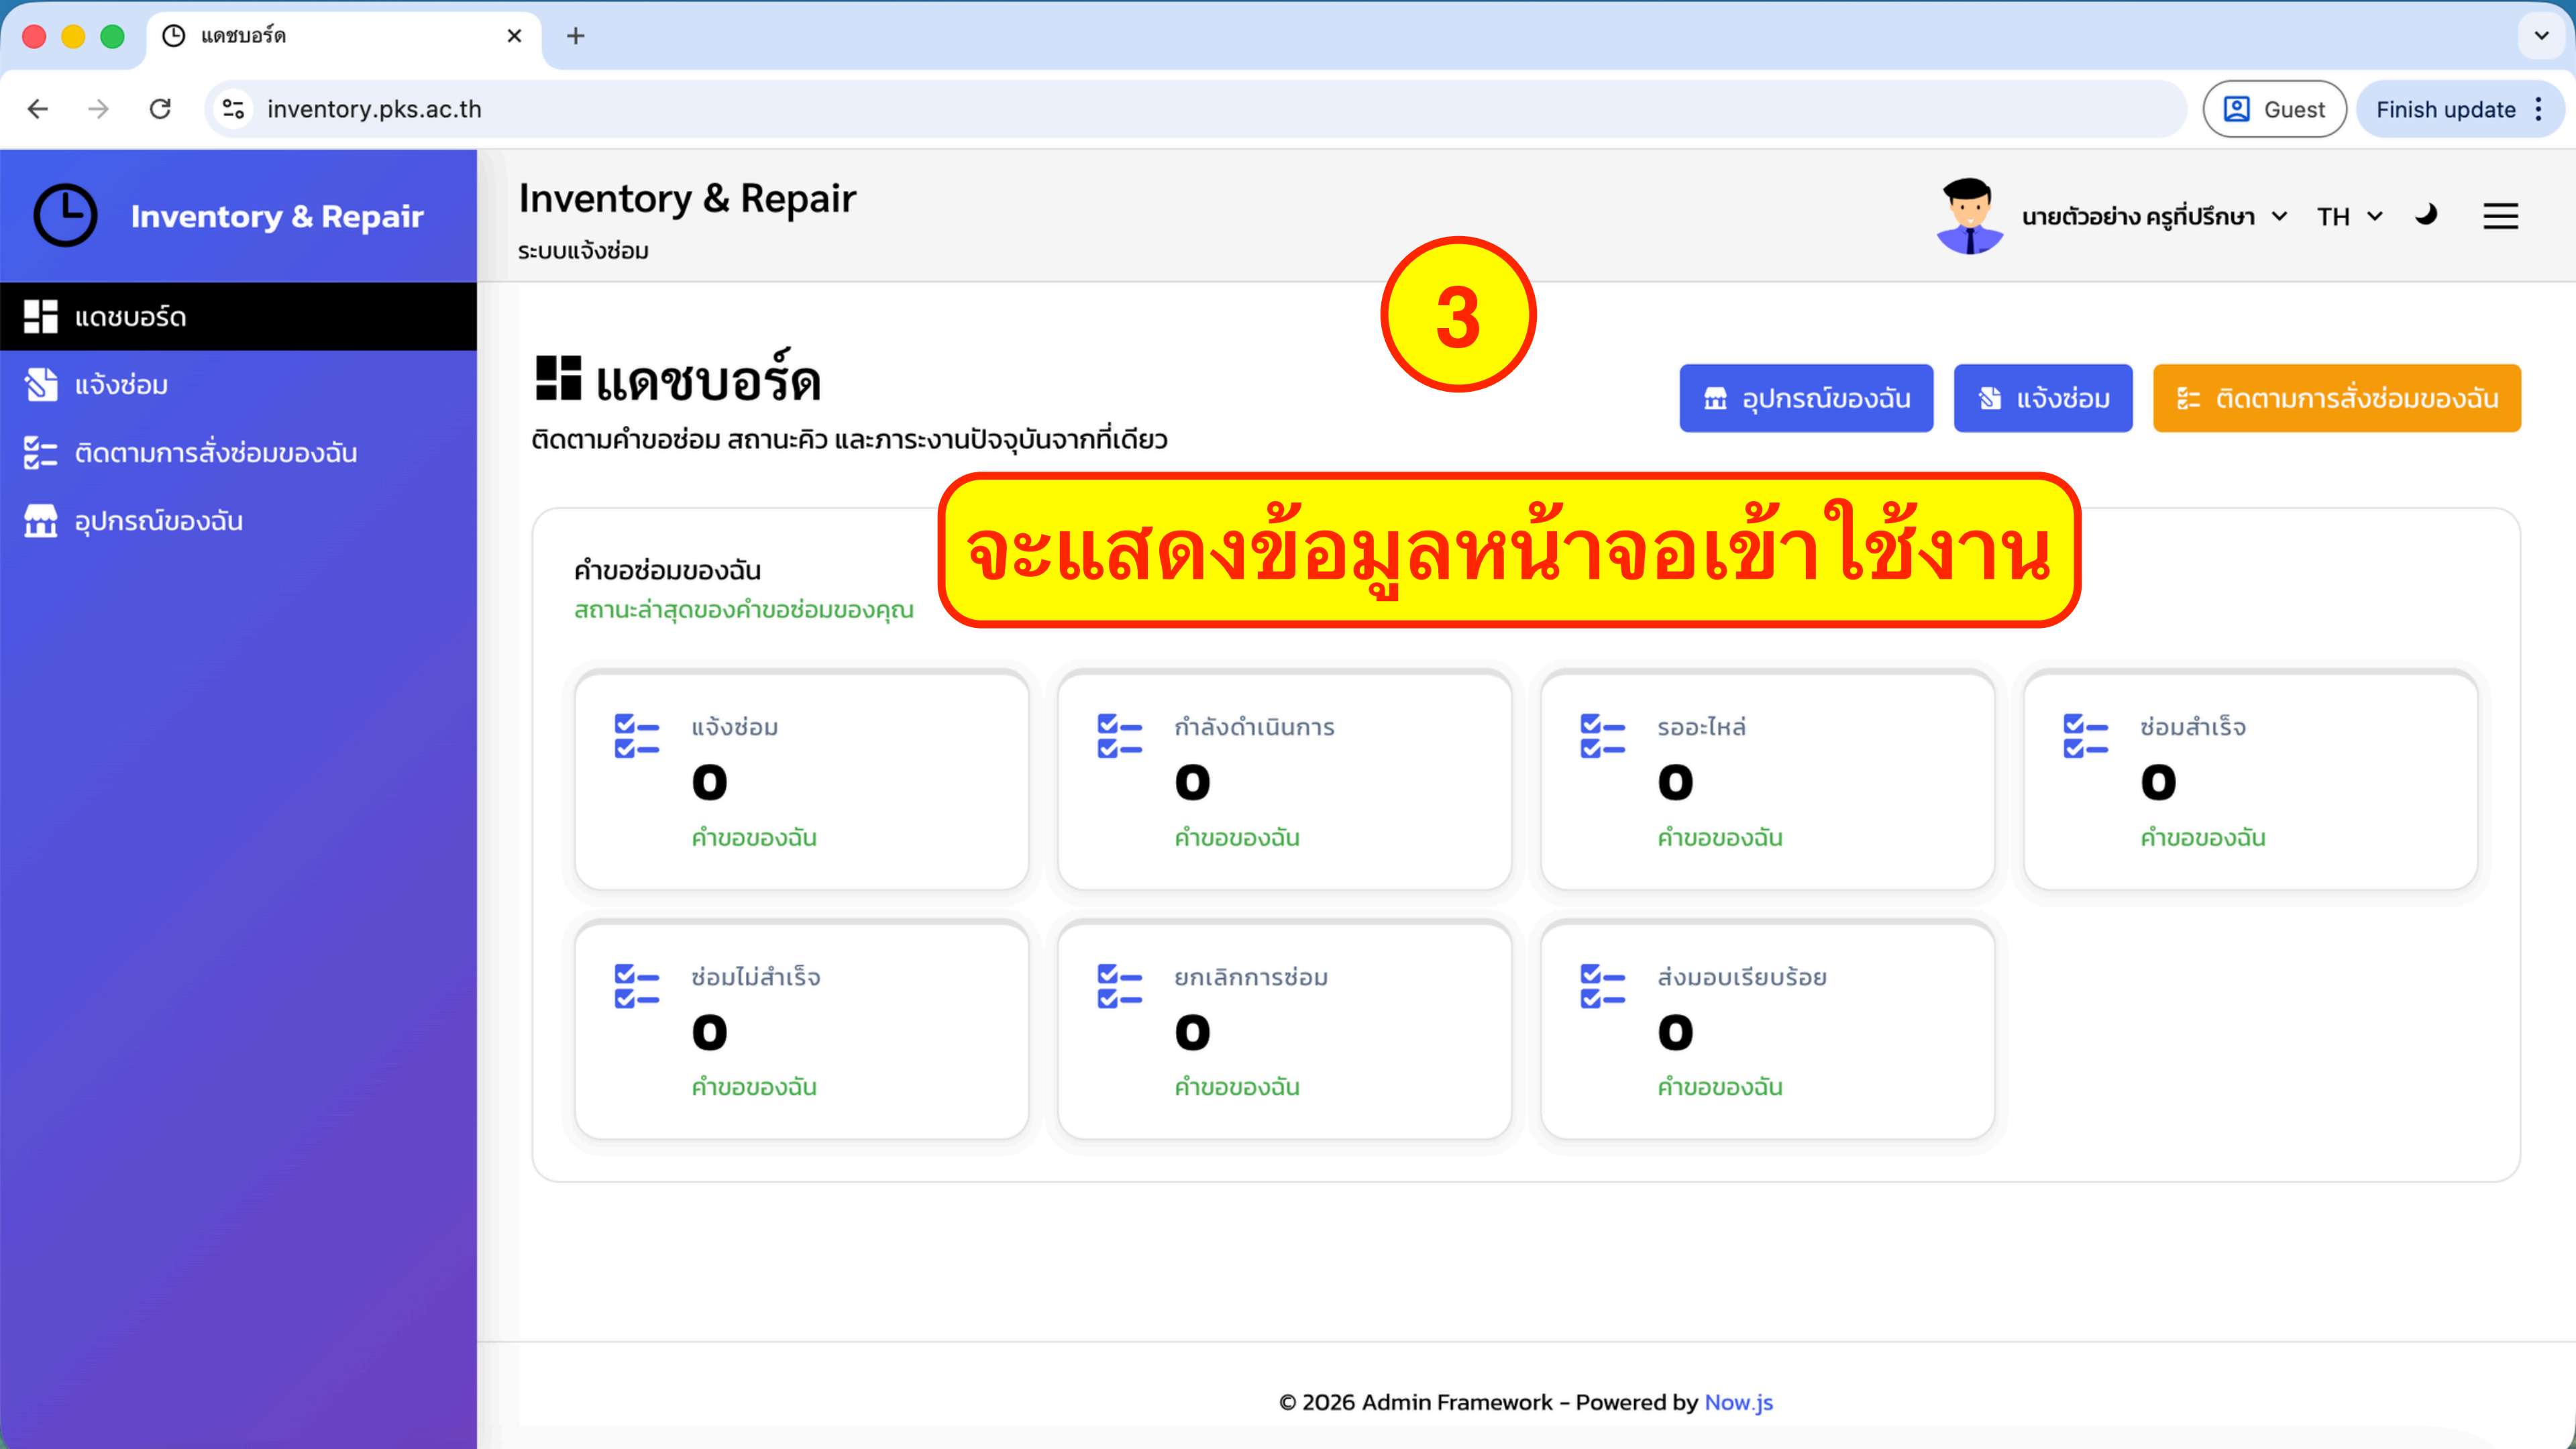 แดชบอร์ด
inventory.pks.ac.th
Guest
Finish update
Inventory & Repair
Inventory & Repair
ระบบแจ้งซ่อม
นายตัวอย่าง ครูที่ปรึกษา
TH
แดชบอร์ด
แจ้งซ่อม
ติดตามการสั่งซ่อมของฉัน
อุปกรณ์ของฉัน
3
แดชบอร์ด
ติดตามคำขอซ่อม สถานะคิว และภาระงานปัจจุบันจากที่เดียว
อุปกรณ์ของฉัน
แจ้งซ่อม
ติดตามการสั่งซ่อมของฉัน
จะแสดงข้อมูลหน้าจอเข้าใช้งาน
คำขอซ่อมของฉัน
สถานะล่าสุดของคำขอซ่อมของคุณ
แจ้งซ่อม
0
คำขอของฉัน
กำลังดำเนินการ
0
คำขอของฉัน
รออะไหล่
0
คำขอของฉัน
ซ่อมสำเร็จ
0
คำขอของฉัน
ซ่อมไม่สำเร็จ
0
คำขอของฉัน
ยกเลิกการซ่อม
0
คำขอของฉัน
ส่งมอบเรียบร้อย
0
คำขอของฉัน
© 2026 Admin Framework - Powered by Now.js